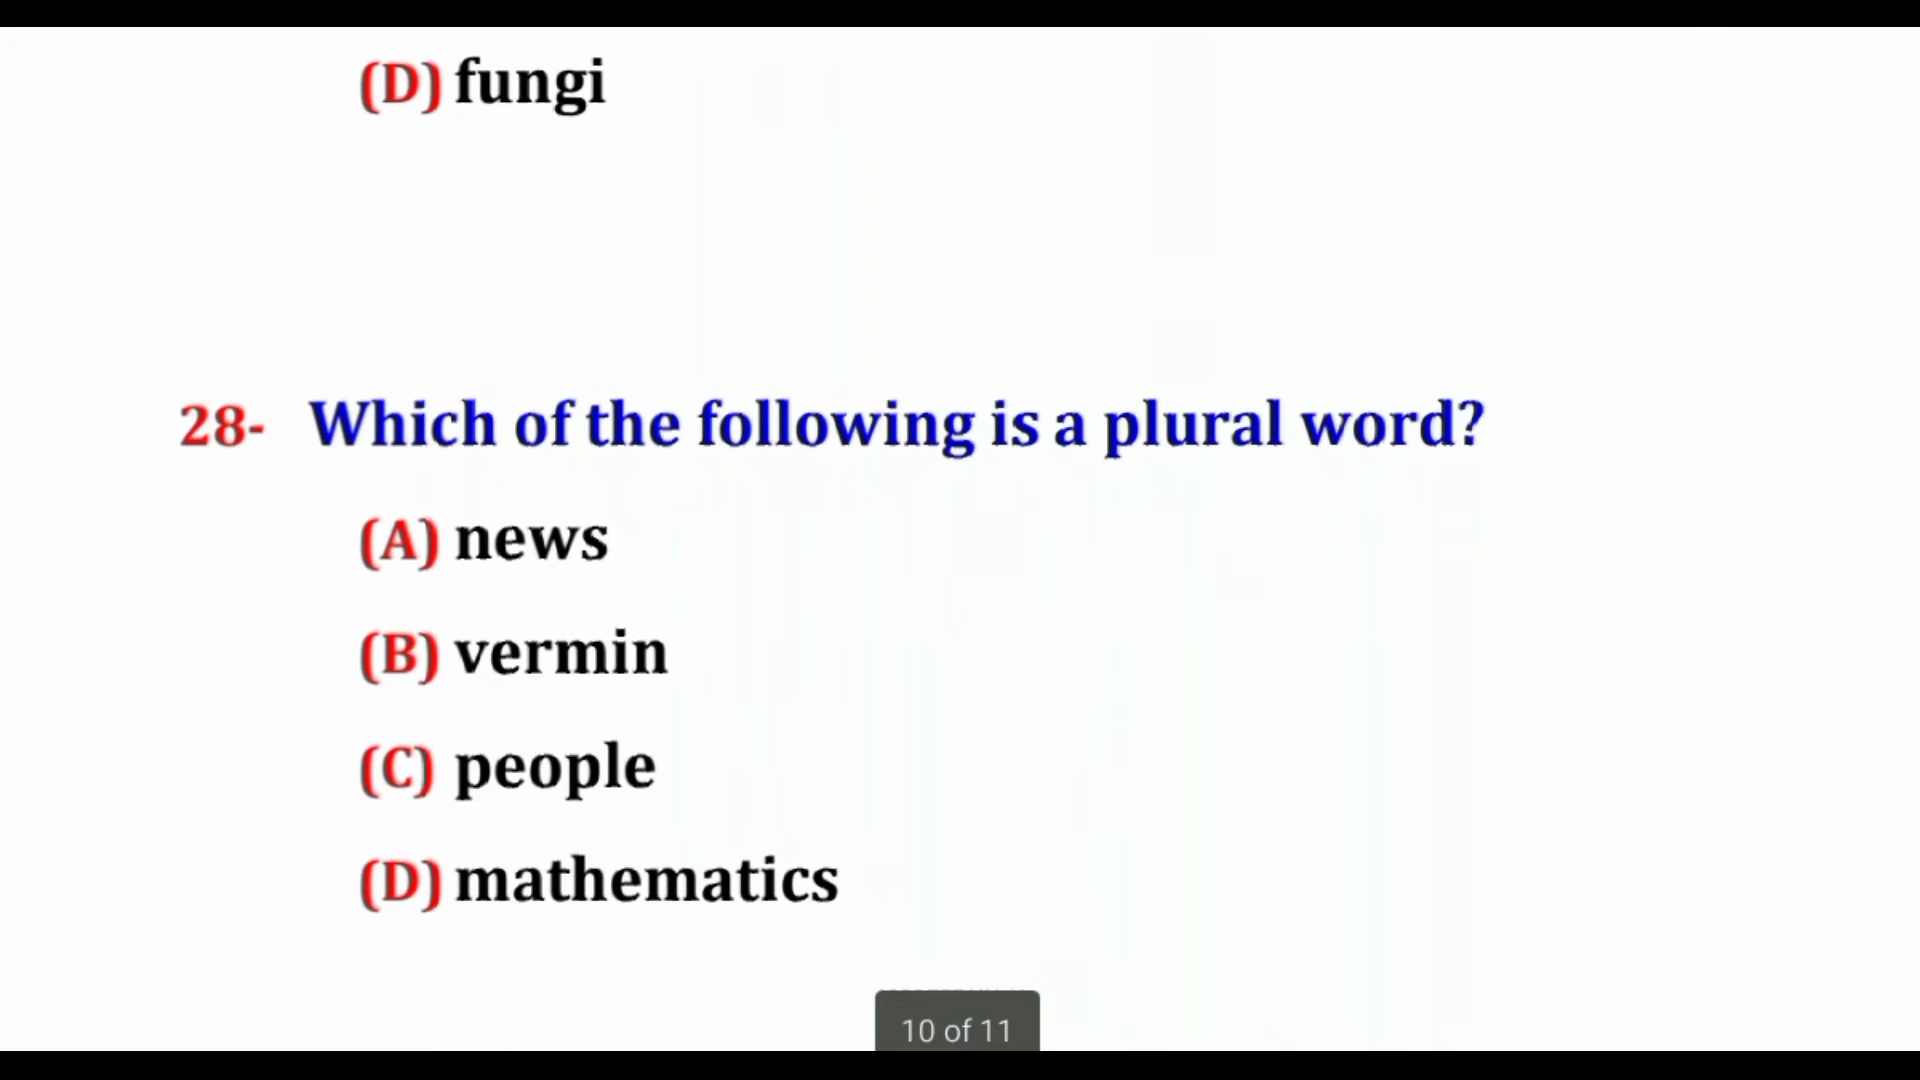 (D) fungi
28- Which of the following is a plural word?
(A) news
(B) vermin
(C) people
(D) mathematics
10 of 11